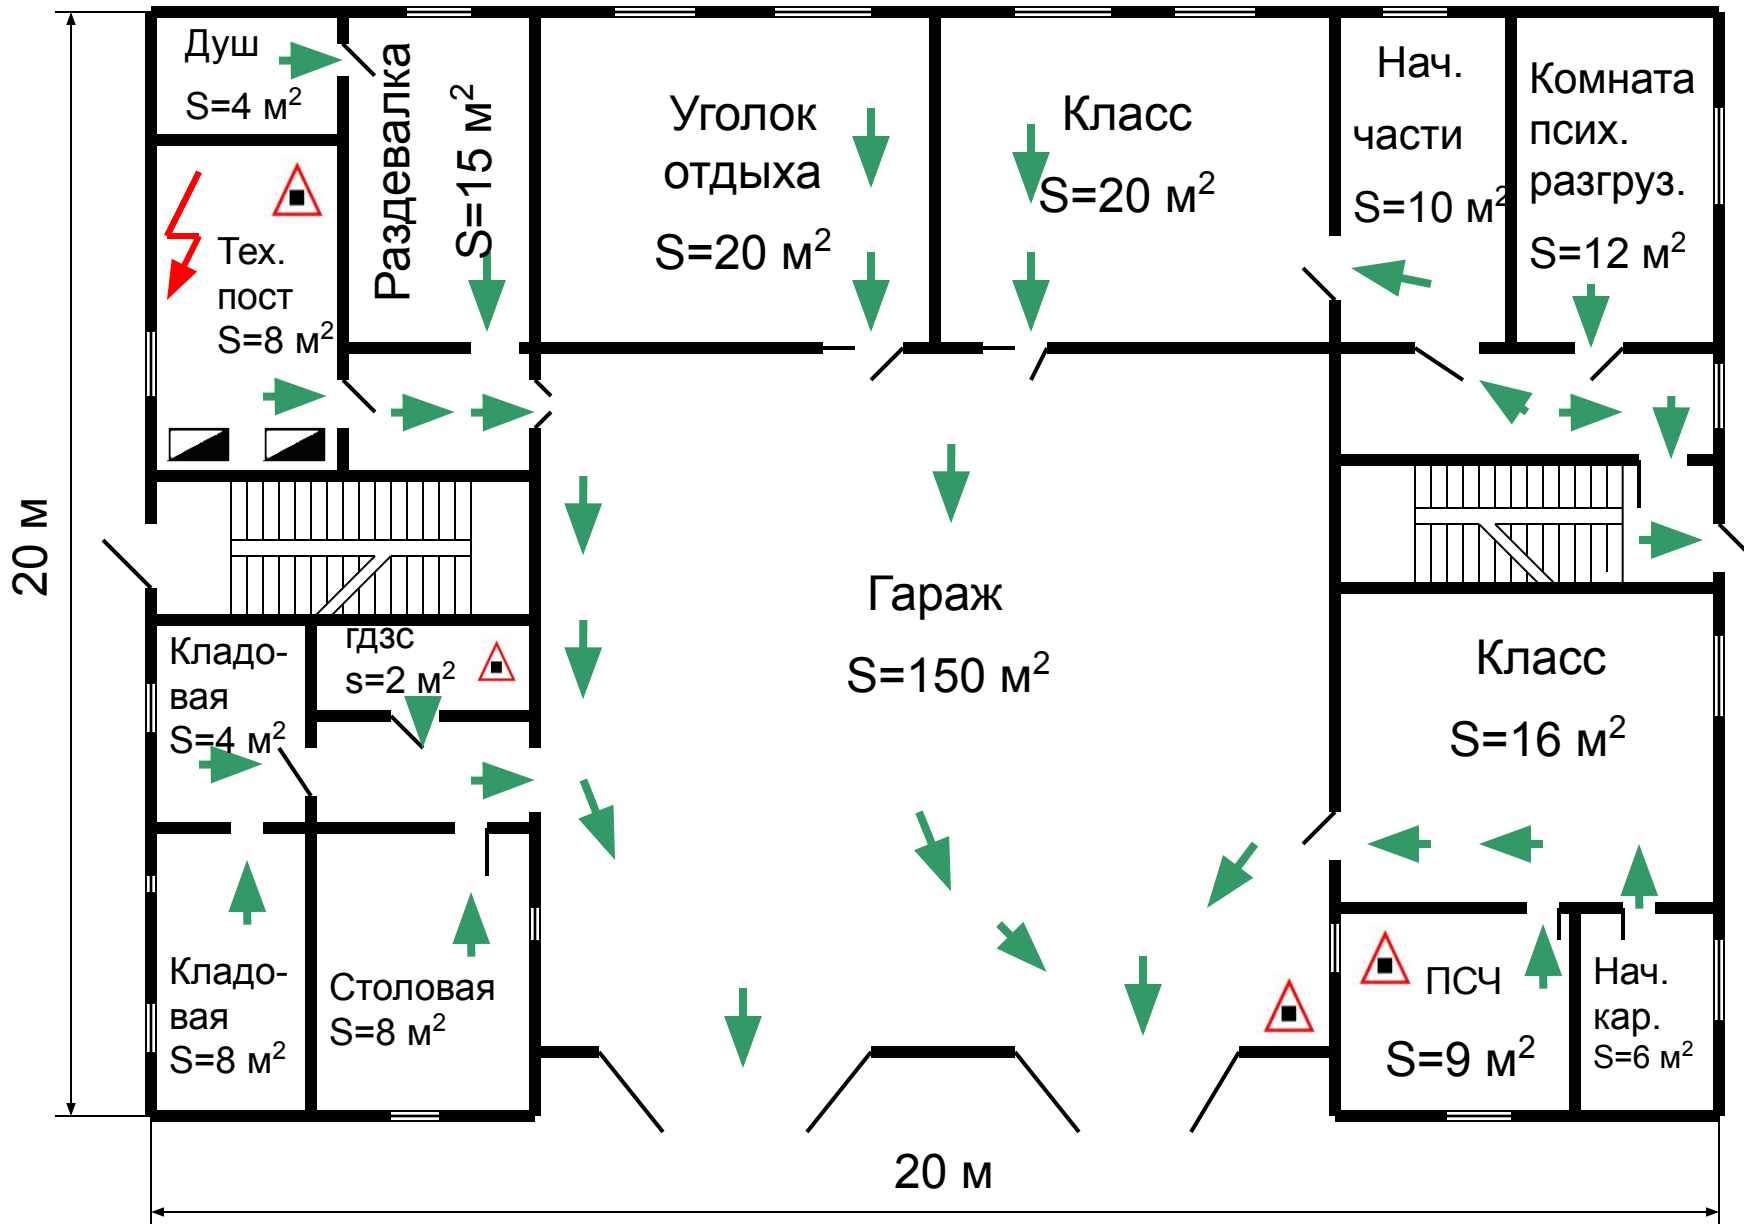 Душ
S=4 м²
Раздевалка
S=15 м²
Уголок
отдыха
S=20 м²
Класс
S=20 м²
Нач.
части
S=10 м²
Комната
псих.
разгруз.
S=12 м²
Тех.
пост
S=8 м²
20 м
Гараж
S=150 м²
гдзс
s=2 м²
Кладо-
вая
S=4 м²
Класс
S=16 м²
Кладо-
вая
S=8 м²
Столовая
S=8 м²
ПСЧ
S=9 м²
Нач.
кар.
S=6 м²
20 м